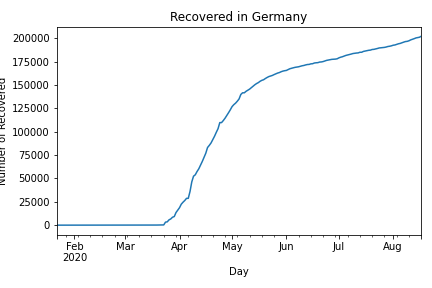 Recovered in Germany
Number of Recovered
200000
175000
150000
125000
100000
75000
50000
25000
0
Feb
2020
Mar
Apr
May
Jun
Jul
Aug
Day